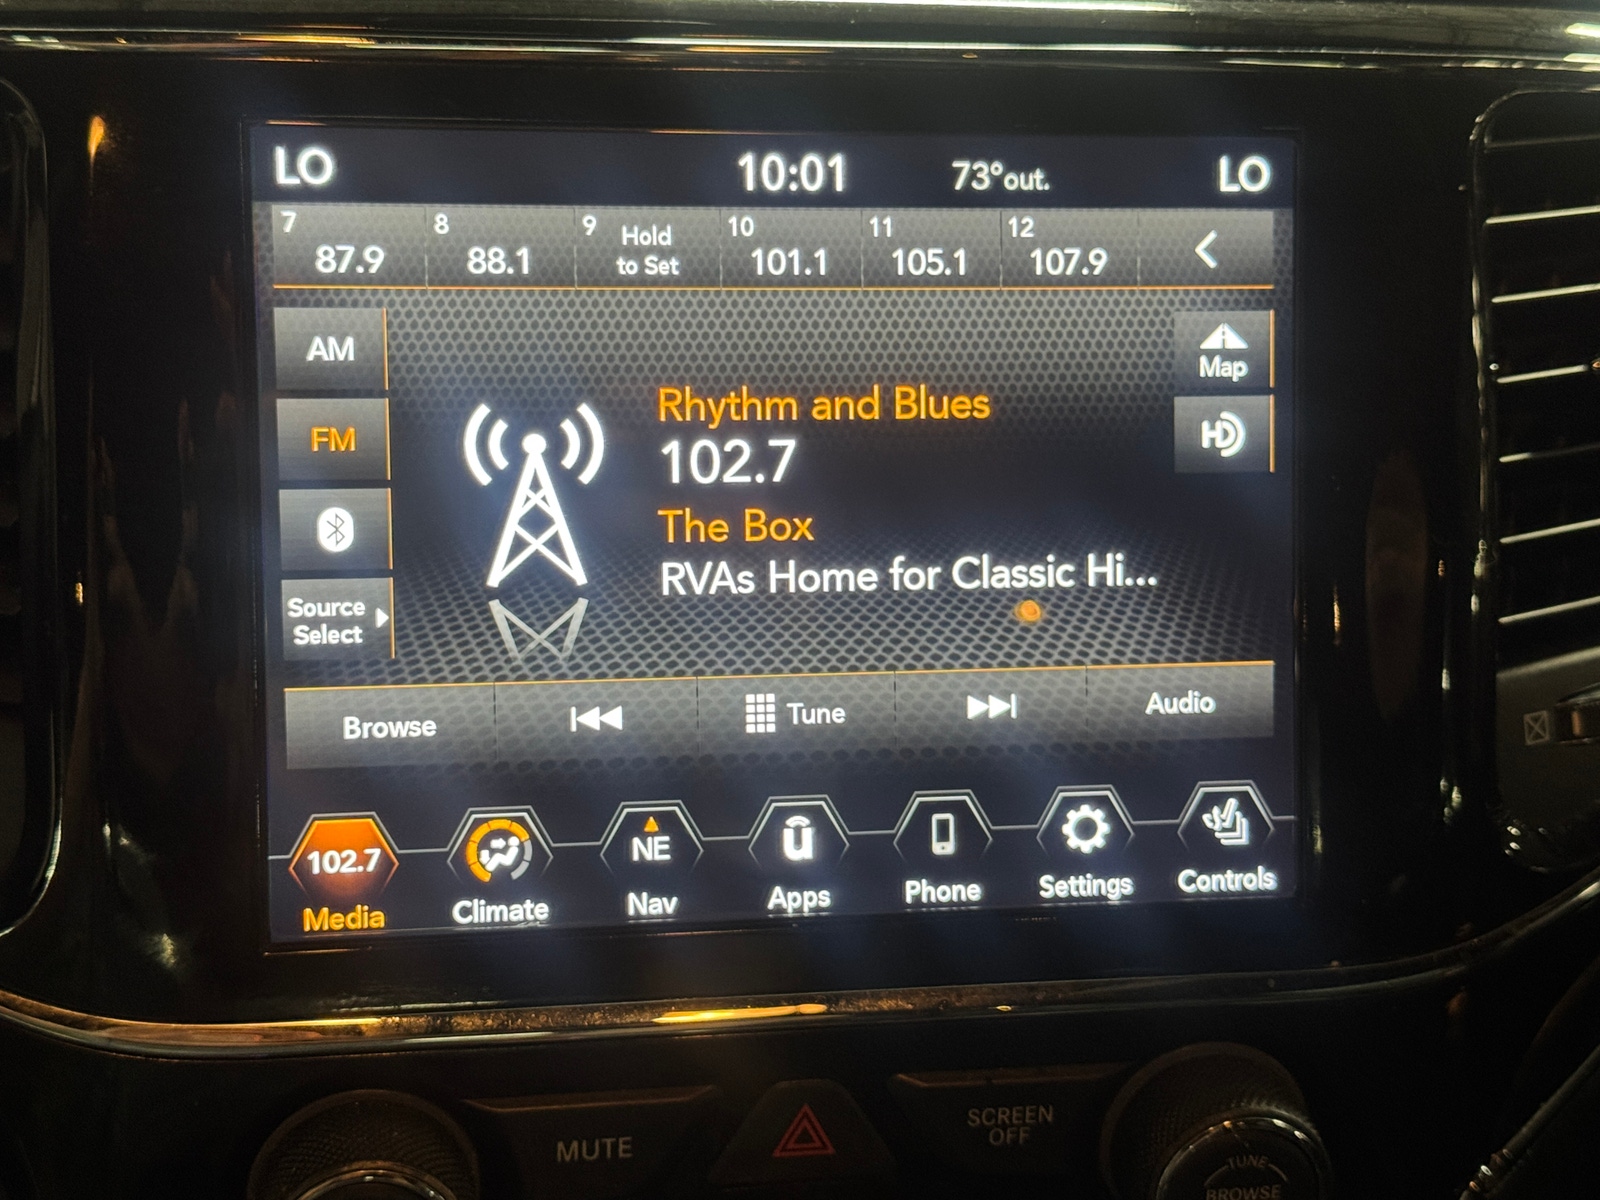 LO 10:01 73°out. LO
7 8 9 Hold 10 11 12
87.9 88.1 to Set 101.1 105.1 107.9
AM
Map
FM
HD
Rhythm and Blues
102.7
The Box
RVAs Home for Classic Hi...
Source
Select
Browse Tune Audio
102.7 NE ū
Media Climate Nav Apps Phone Settings Controls
MUTE
SCREEN
OFF
TUNE
BROWSE